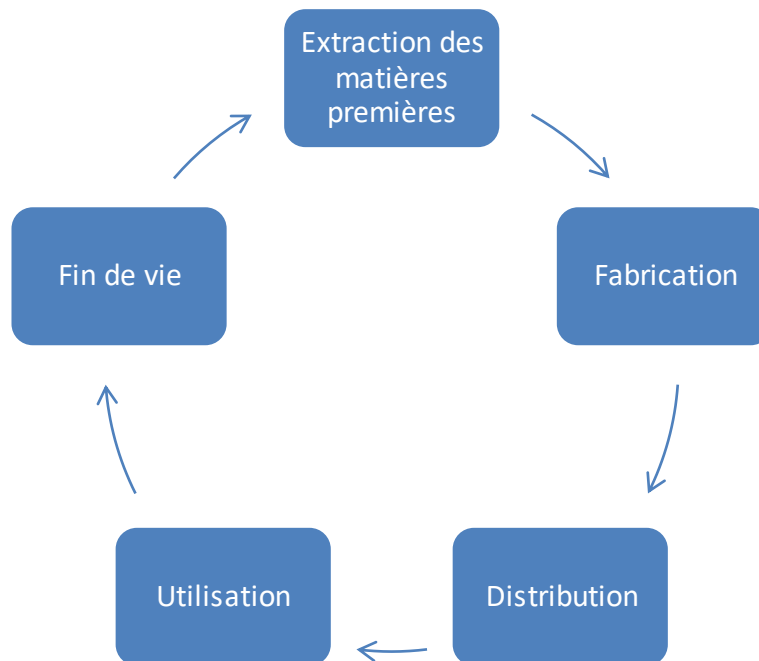 Extraction des
matières
premières
Fin de vie
Fabrication
Utilisation
Distribution